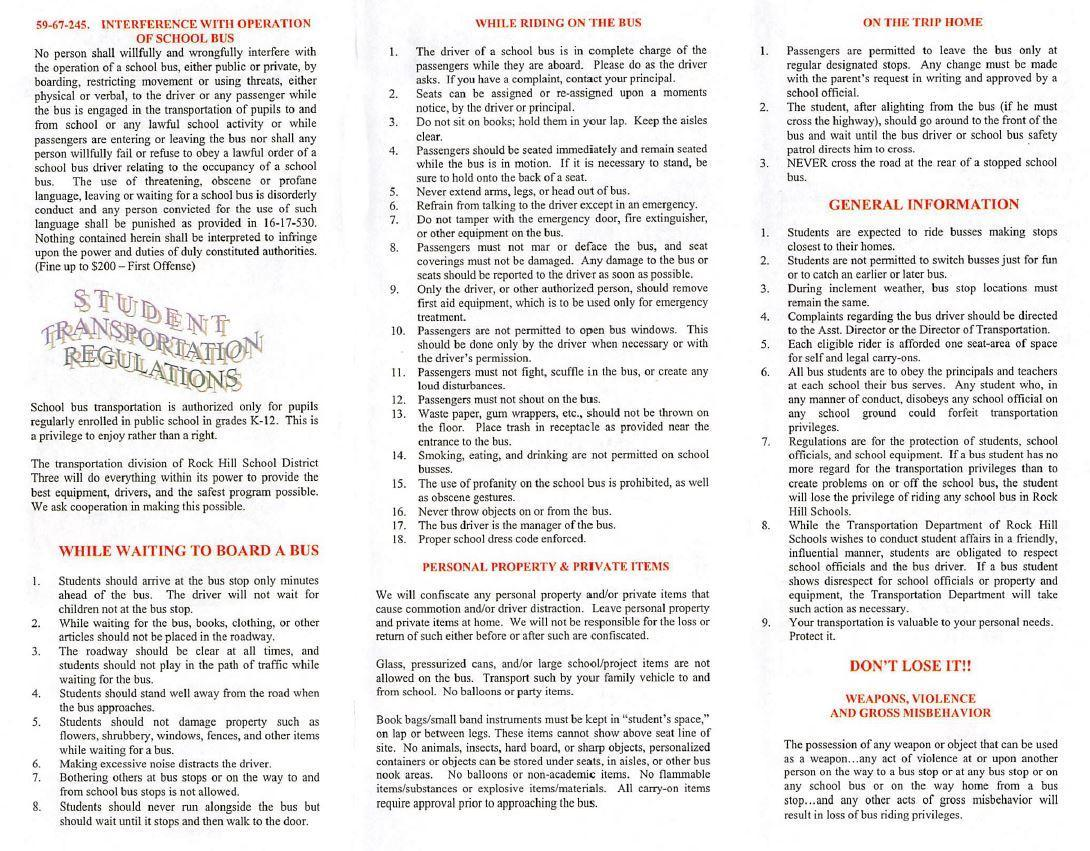 59-67-245. INTERFERENCE WITH OPERATION
OF SCHOOL BUS
No person shall willfully and wrongfully interfere with
the operation of a school bus, either public or private, by
boarding, restricting movement or using threats, either
physical or verbal, to the driver or any passenger while
the bus is engaged in the transportation of pupils to and
from school or any lawful school activity or while
passengers are entering or leaving the bus nor shall any
person willfully fail or refuse to obey a lawful order of a
school bus driver relating to the occupancy of a school
bus. The use of threatening, obscene or profane
language, leaving or waiting for a school bus is disorderly
conduct and any person convicted for the use of such
language shall be punished as provided in 16-17-530.
Nothing contained herein shall be interpreted to infringe
upon the power and duties of duly constituted authorities.
(Fine up to $200 – First Offense)
STUDENT
TRANSPORTATION
REGULATIONS
School bus transportation is authorized only for pupils
regularly enrolled in public school in grades K-12. This is
a privilege to enjoy rather than a right.
The transportation division of Rock Hill School District
Three will do everything within its power to provide the
best equipment, drivers, and the safest program possible.
We ask cooperation in making this possible.
WHILE WAITING TO BOARD A BUS
1. Students should arrive at the bus stop only minutes
ahead of the bus. The driver will not wait for
children not at the bus stop.
2. While waiting for the bus, books, clothing, or other
articles should not be placed in the roadway.
3. The roadway should be clear at all times, and
students should not play in the path of traffic while
waiting for the bus.
4. Students should stand well away from the road when
the bus approaches.
5. Students should not damage property such as
flowers, shrubbery, windows, fences, and other items
while waiting for a bus.
6. Making excessive noise distracts the driver.
7. Bothering others at bus stops or on the way to and
from school bus stops is not allowed.
8. Students should never run alongside the bus but
should wait until it stops and then walk to the door.
WHILE RIDING ON THE BUS
1. The driver of a school bus is in complete charge of the
passengers while they are aboard. Please do as the driver
asks. If you have a complaint, contact your principal.
2. Seats can be assigned or re-assigned upon a moments
notice, by the driver or principal.
3. Do not sit on books; hold them in your lap. Keep the aisles
clear.
4. Passengers should be seated immediately and remain seated
while the bus is in motion. If it is necessary to stand, be
sure to hold onto the back of a seat.
5. Never extend arms, legs, or head out of bus.
6. Refrain from talking to the driver except in an emergency.
7. Do not tamper with the emergency door, fire extinguisher,
or other equipment on the bus.
8. Passengers must not mar or deface the bus, and seat
coverings must not be damaged. Any damage to the bus or
seats should be reported to the driver as soon as possible.
9. Only the driver, or other authorized person, should remove
first aid equipment, which is to be used only for emergency
treatment.
10. Passengers are not permitted to open bus windows. This
should be done only by the driver when necessary or with
the driver's permission.
11. Passengers must not fight, scuffle in the bus, or create any
loud disturbances.
12. Passengers must not shout on the bus.
13. Waste paper, gum wrappers, etc., should not be thrown on
the floor. Place trash in receptacle as provided near the
entrance to the bus.
14. Smoking, eating, and drinking are not permitted on school
busses.
15. The use of profanity on the school bus is prohibited, as well
as obscene gestures.
16. Never throw objects on or from the bus.
17. The bus driver is the manager of the bus.
18. Proper school dress code enforced.
PERSONAL PROPERTY & PRIVATE ITEMS
We will confiscate any personal property and/or private items that
cause commotion and/or driver distraction. Leave personal property
and private items at home. We will not be responsible for the loss or
return of such either before or after such are confiscated.
Glass, pressurized cans, and/or large school/project items are not
allowed on the bus. Transport such by your family vehicle to and
from school. No balloons or party items.
Book bags/small band instruments must be kept in "student's space,"
on lap or between legs. These items cannot show above seat line of
site. No animals, insects, hard board, or sharp objects, personalized
containers or objects can be stored under seats, in aisles, or other bus
nook areas. No balloons or non-academic items. No flammable
items/substances or explosive items/materials. All carry-on items
require approval prior to approaching the bus.
ON THE TRIP HOME
1. Passengers are permitted to leave the bus only at
regular designated stops. Any change must be made
with the parent's request in writing and approved by a
school official.
2. The student, after alighting from the bus (if he must
cross the highway), should go around to the front of the
bus and wait until the bus driver or school bus safety
patrol directs him to cross.
3. NEVER cross the road at the rear of a stopped school
bus.
GENERAL INFORMATION
1. Students are expected to ride busses making stops
closest to their homes.
2. Students are not permitted to switch busses just for fun
or to catch an earlier or later bus.
3. During inclement weather, bus stop locations must
remain the same.
4. Complaints regarding the bus driver should be directed
to the Asst. Director or the Director of Transportation.
5. Each eligible rider is afforded one seat-area of space
for self and legal carry-ons.
6. All bus students are to obey the principals and teachers
at each school their bus serves. Any student who, in
any manner of conduct, disobeys any school official on
any school ground could forfeit transportation
privileges.
7. Regulations are for the protection of students, school
officials, and school equipment. If a bus student has no
more regard for the transportation privileges than to
create problems on or off the school bus, the student
will lose the privilege of riding any school bus in Rock
Hill Schools.
8. While the Transportation Department of Rock Hill
Schools wishes to conduct student affairs in a friendly,
influential manner, students are obligated to respect
school officials and the bus driver. If a bus student
shows disrespect for school officials or property and
equipment, the Transportation Department will take
such action as necessary.
9. Your transportation is valuable to your personal needs.
Protect it.
DON'T LOSE IT!!
WEAPONS, VIOLENCE
AND GROSS MISBEHAVIOR
The possession of any weapon or object that can be used
as a weapon...any act of violence at or upon another
person on the way to a bus stop or at any bus stop or on
any school bus or on the way home from a bus
stop...and any other acts of gross misbehavior will
result in loss of bus riding privileges.